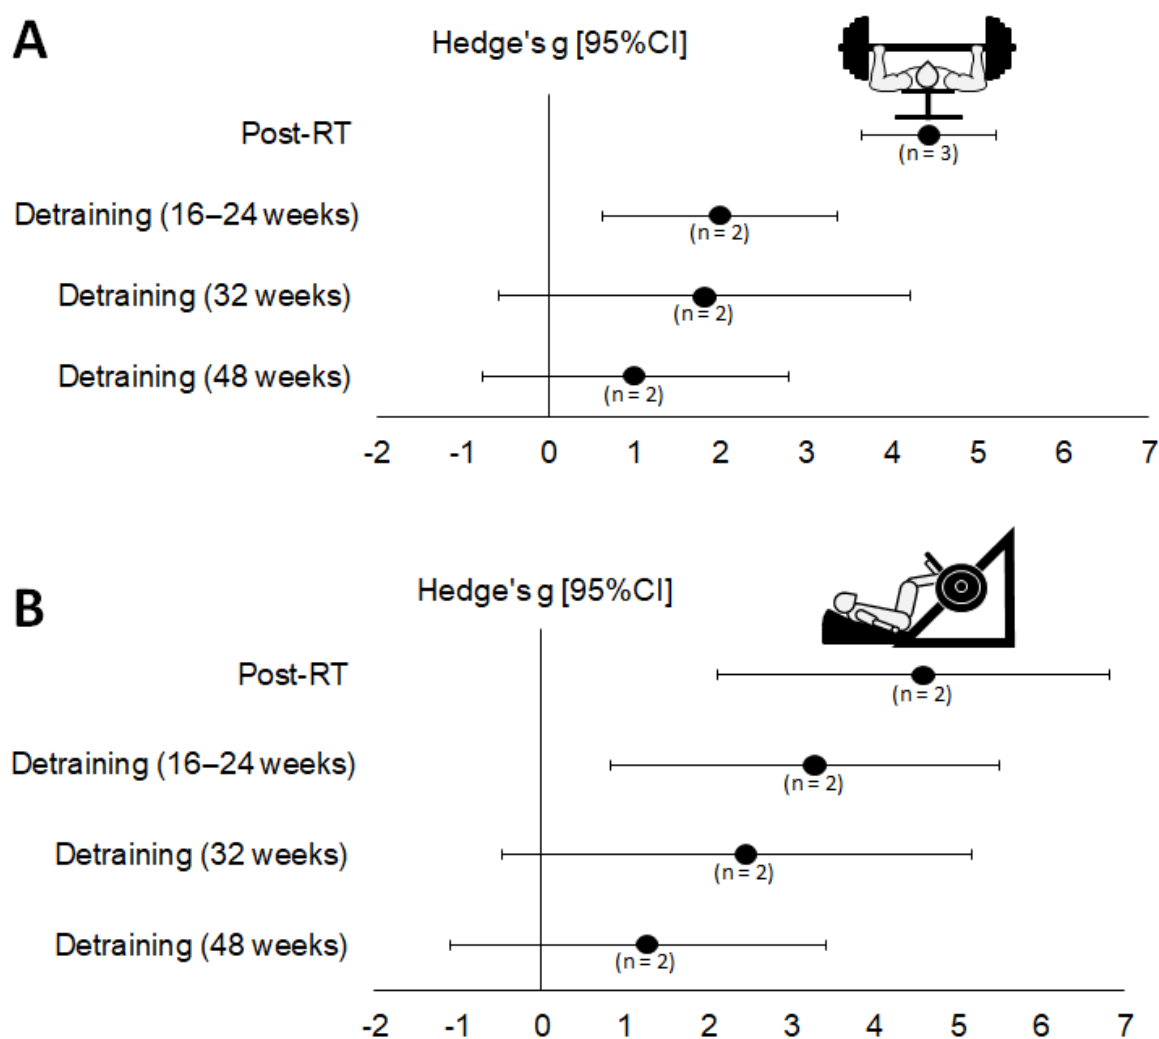 A
Hedge's g [95%CI]
Post-RT
(n = 3)
Detraining (16–24 weeks)
(n = 2)
Detraining (32 weeks)
(n = 2)
Detraining (48 weeks)
(n = 2)
-2 -1 0 1 2 3 4 5 6 7
B
Hedge's g [95%CI]
Post-RT
(n = 2)
Detraining (16–24 weeks)
(n = 2)
Detraining (32 weeks)
(n = 2)
Detraining (48 weeks)
(n = 2)
-2 -1 0 1 2 3 4 5 6 7